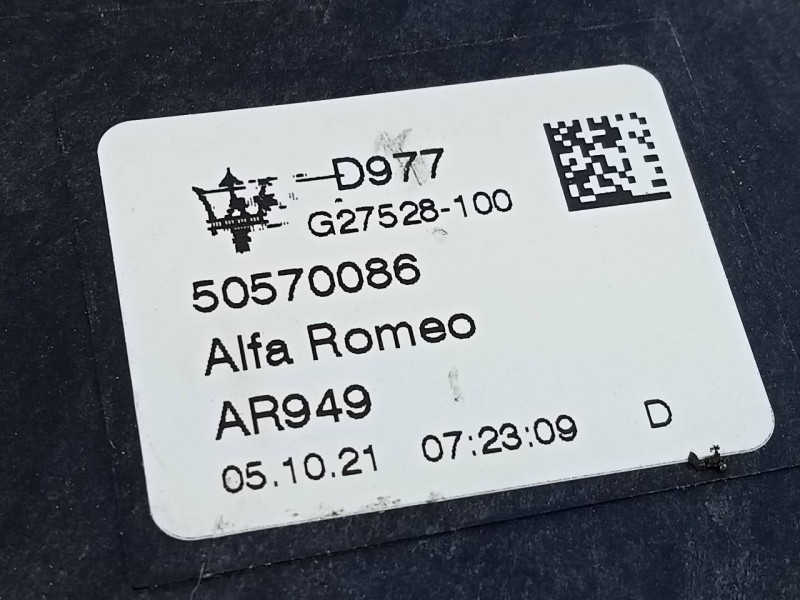 D977
G27528-100
50570086
Alfa Romeo
AR949
05.10.21 07:23:09 D